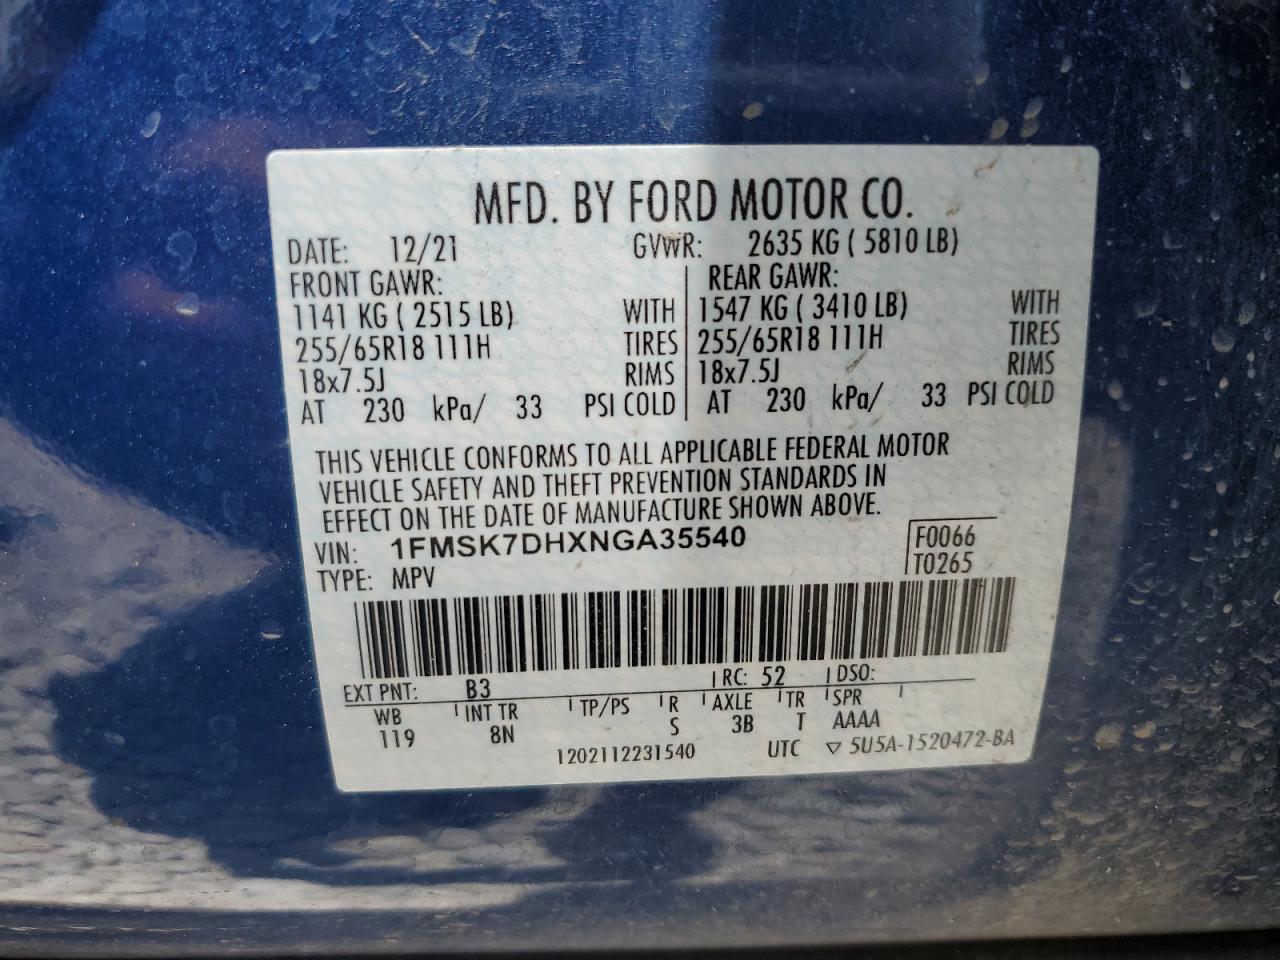 MFD. BY FORD MOTOR CO.
DATE: 12/21 GVWR: 2635 KG ( 5810 LB)
FRONT GAWR: REAR GAWR:
1141 KG ( 2515 LB) WITH 1547 KG ( 3410 LB) WITH
255/65R18 111H TIRES 255/65R18 111H TIRES
18x7.5J RIMS 18x7.5J RIMS
AT 230 kPa/ 33 PSI COLD AT 230 kPa/ 33 PSI COLD
THIS VEHICLE CONFORMS TO ALL APPLICABLE FEDERAL MOTOR
VEHICLE SAFETY AND THEFT PREVENTION STANDARDS IN
EFFECT ON THE DATE OF MANUFACTURE SHOWN ABOVE.
VIN: 1FMSK7DHXNGA35540 F0066
TYPE: MPV T0265
EXT PNT: B3 RC: 52 DSO:
WB INT TR TP/PS R AXLE TR SPR
119 8N S 3B T AAAA
1202112231540 UTC ▽ 5U5A-1520472-BA